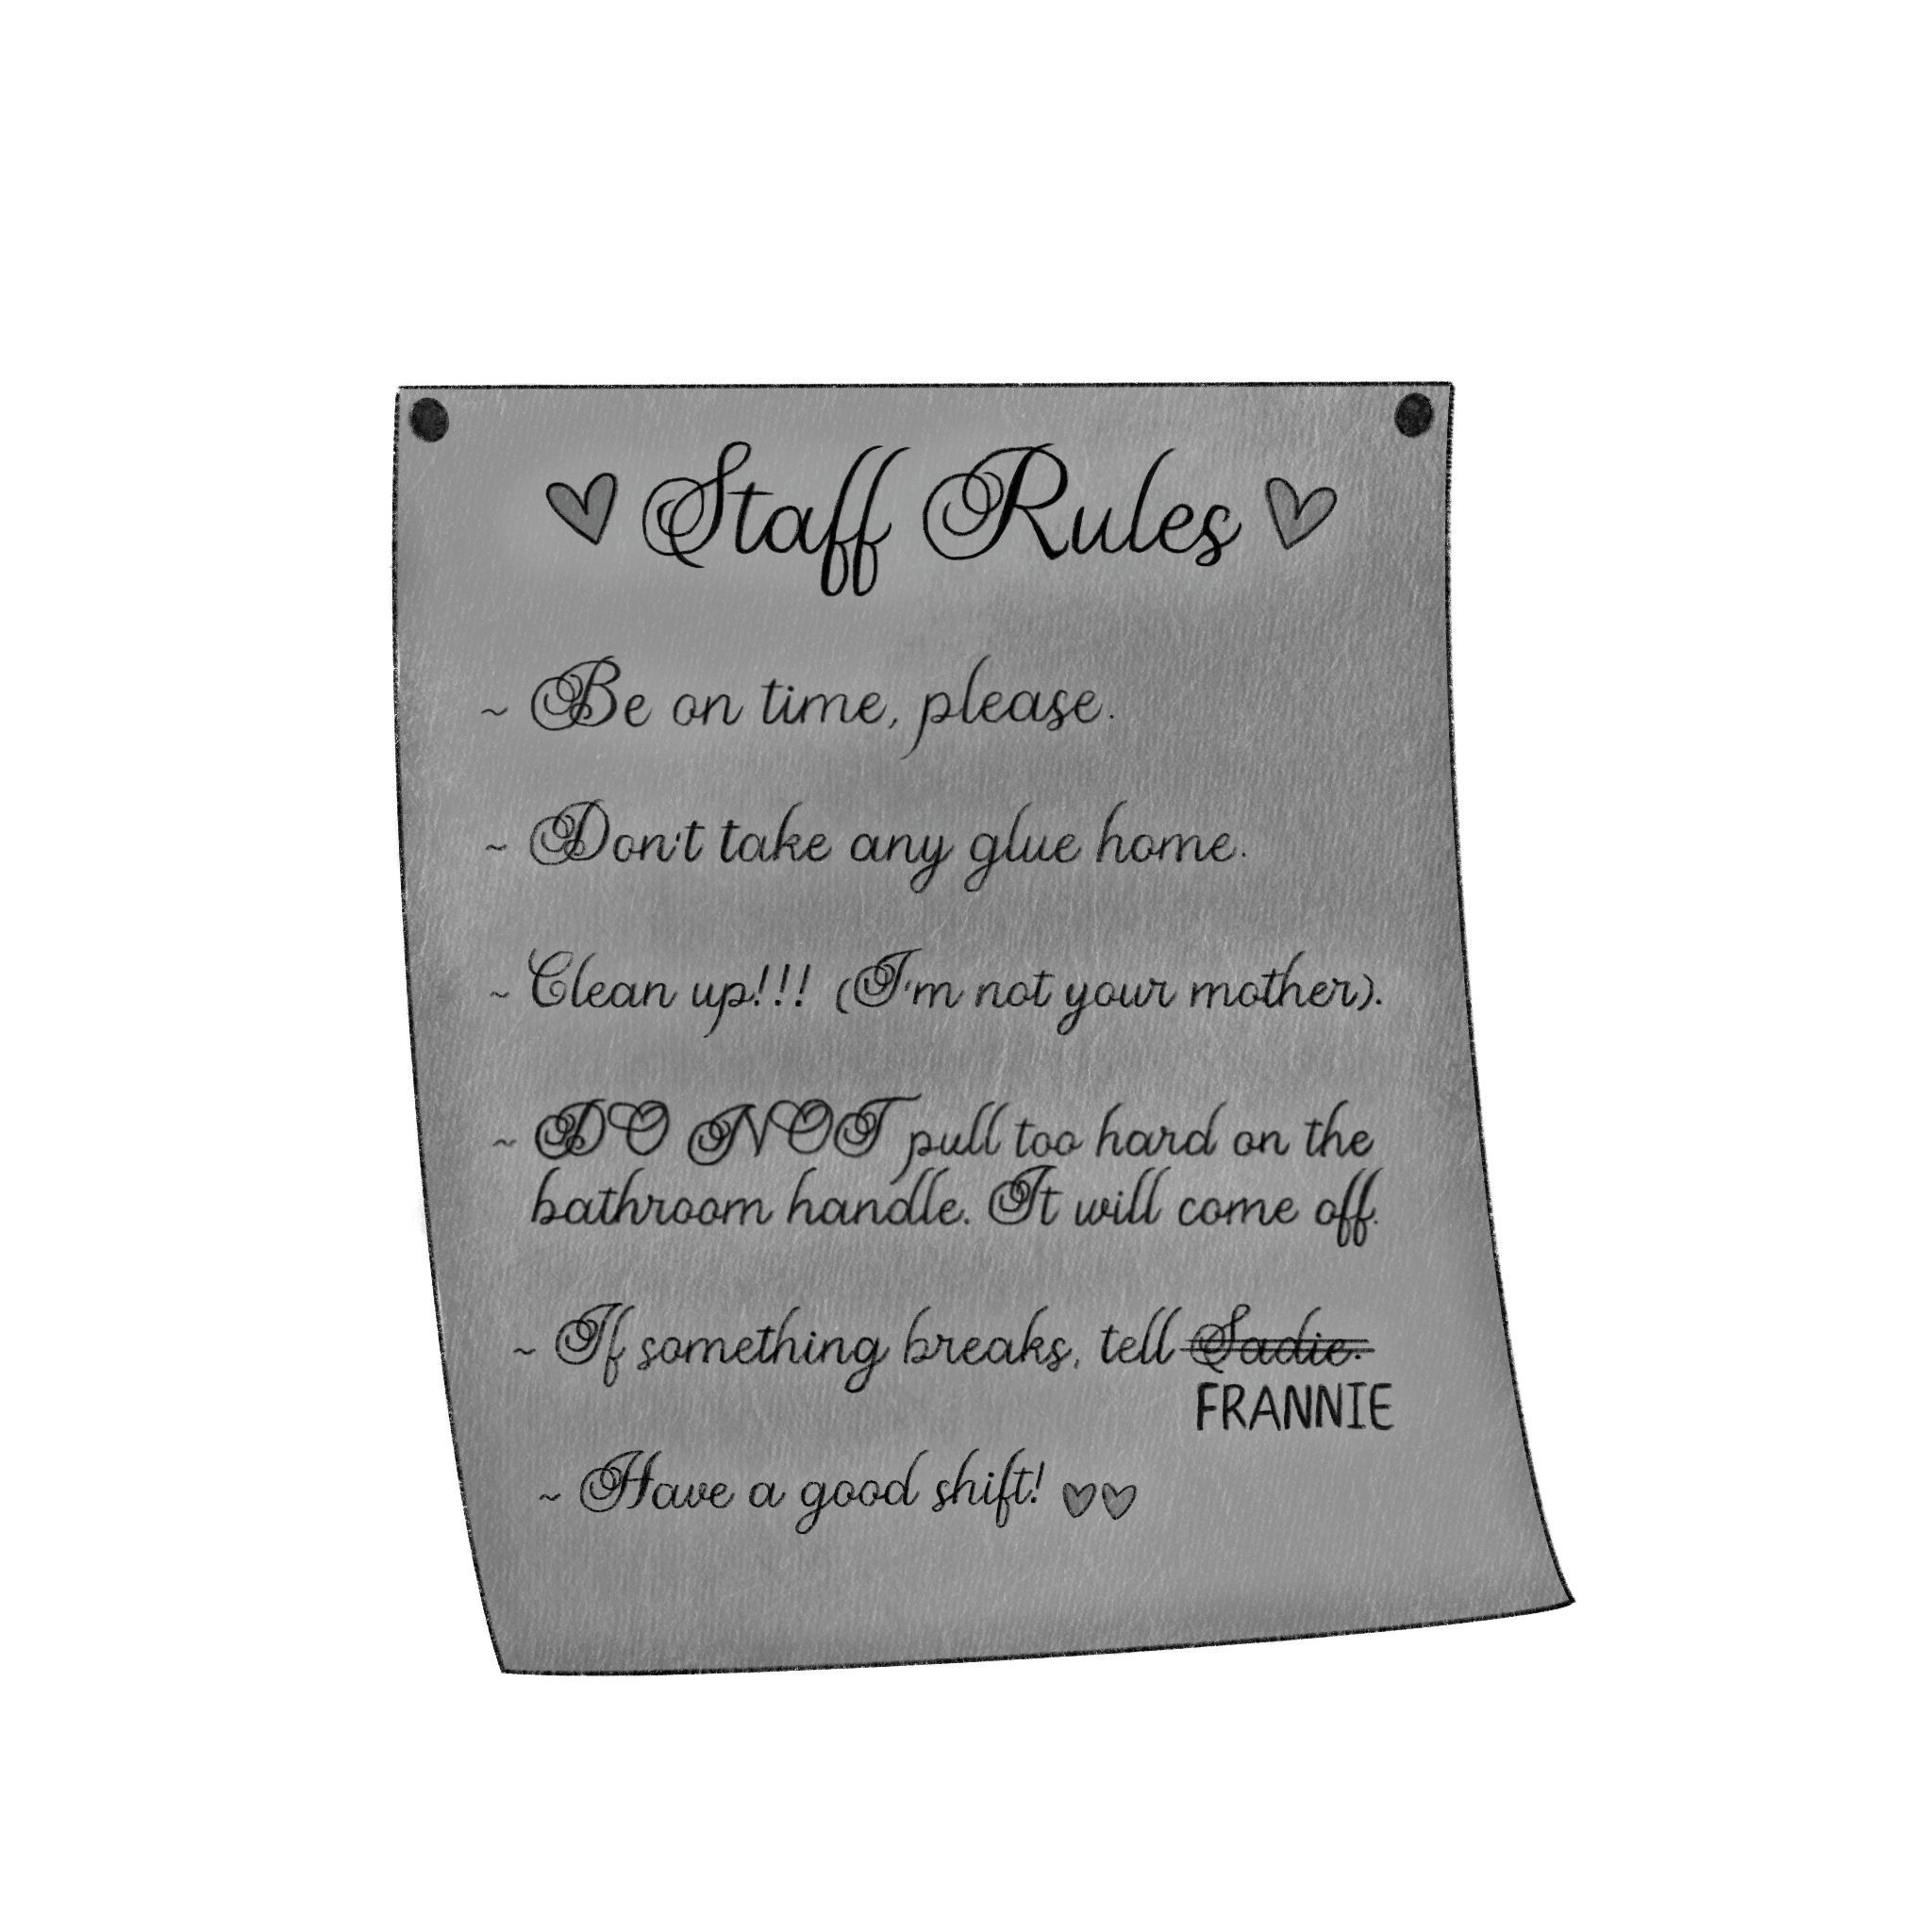 Staff Rules
~ Be on time, please.
~ Don't take any glue home.
~ Clean up!!! (I'm not your mother).
~ DO NOT pull too hard on the
bathroom handle. It will come off.
~ If something breaks, tell Sadie.
FRANNIE
~ Have a good shift!